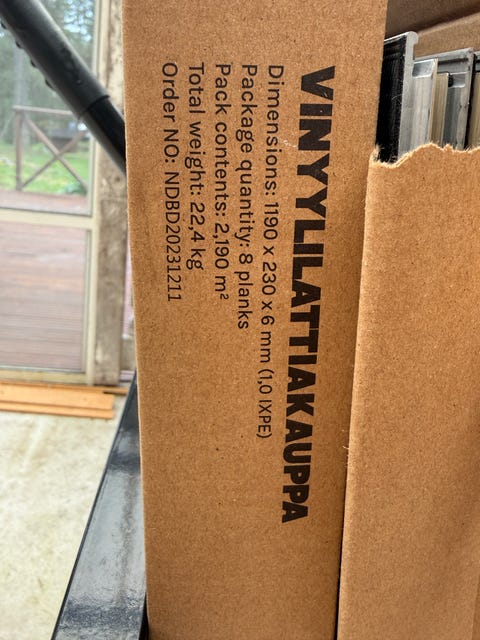 VINYYLILATTIAKAUPPA
Dimensions: 1190 x 230 x 6 mm (1,0 IXPE)
Package quantity: 8 planks
Pack contents: 2,190 m²
Total weight: 22,4 kg
Order NO: NDBD20231211